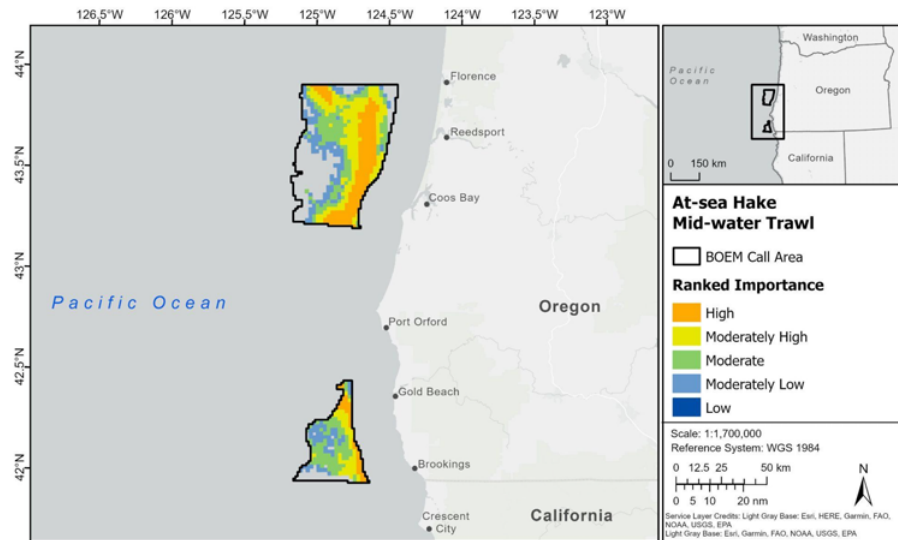 126.5°W
126°W
125.5°W
125°W
124.5°W
124°W
123.5°W
123°W
44°N
43.5°N
43°N
42.5°N
42°N
Florence
Reedsport
Coos Bay
Port Orford
Gold Beach
Brookings
Crescent
City
Pacific Ocean
Oregon
California
Washington
Pacific
Ocean
Oregon
California
0 150 km
At-sea Hake
Mid-water Trawl
BOEM Call Area
Ranked Importance
High
Moderately High
Moderate
Moderately Low
Low
Scale: 1:1,700,000
Reference System: WGS 1984
0 12.5 25 50 km
0 5 10 20 nm
N
Service Layer Credits: Light Gray Base: Esri, HERE, Garmin, FAO,
NOAA, USGS, EPA
Light Gray Base: Esri, Garmin, FAO, NOAA, USGS, EPA